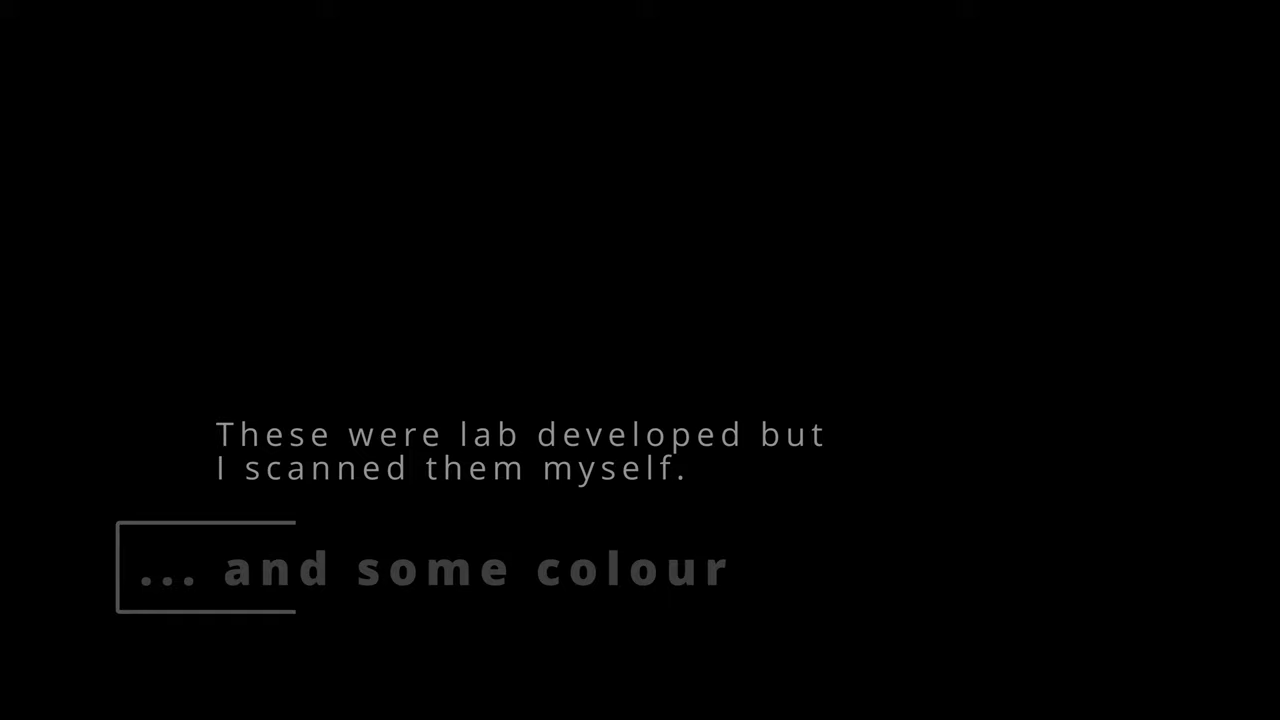 These were lab developed but
I scanned them myself.
... and some colour